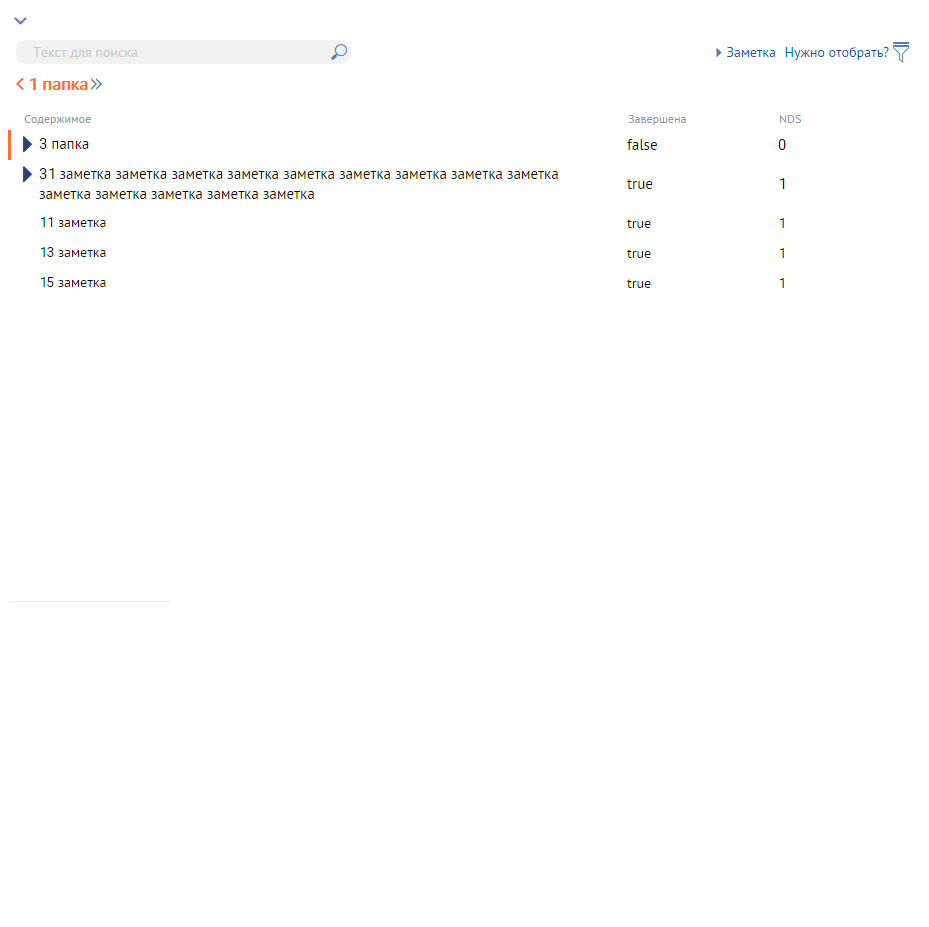 Текст для поиска
Заметка Нужно отобрать?
1 папка
Содержимое Завершена NDS
3 папка false 0
31 заметка заметка заметка заметка заметка заметка заметка заметка заметка
заметка заметка заметка заметка заметка
true 1
11 заметка true 1
13 заметка true 1
15 заметка true 1